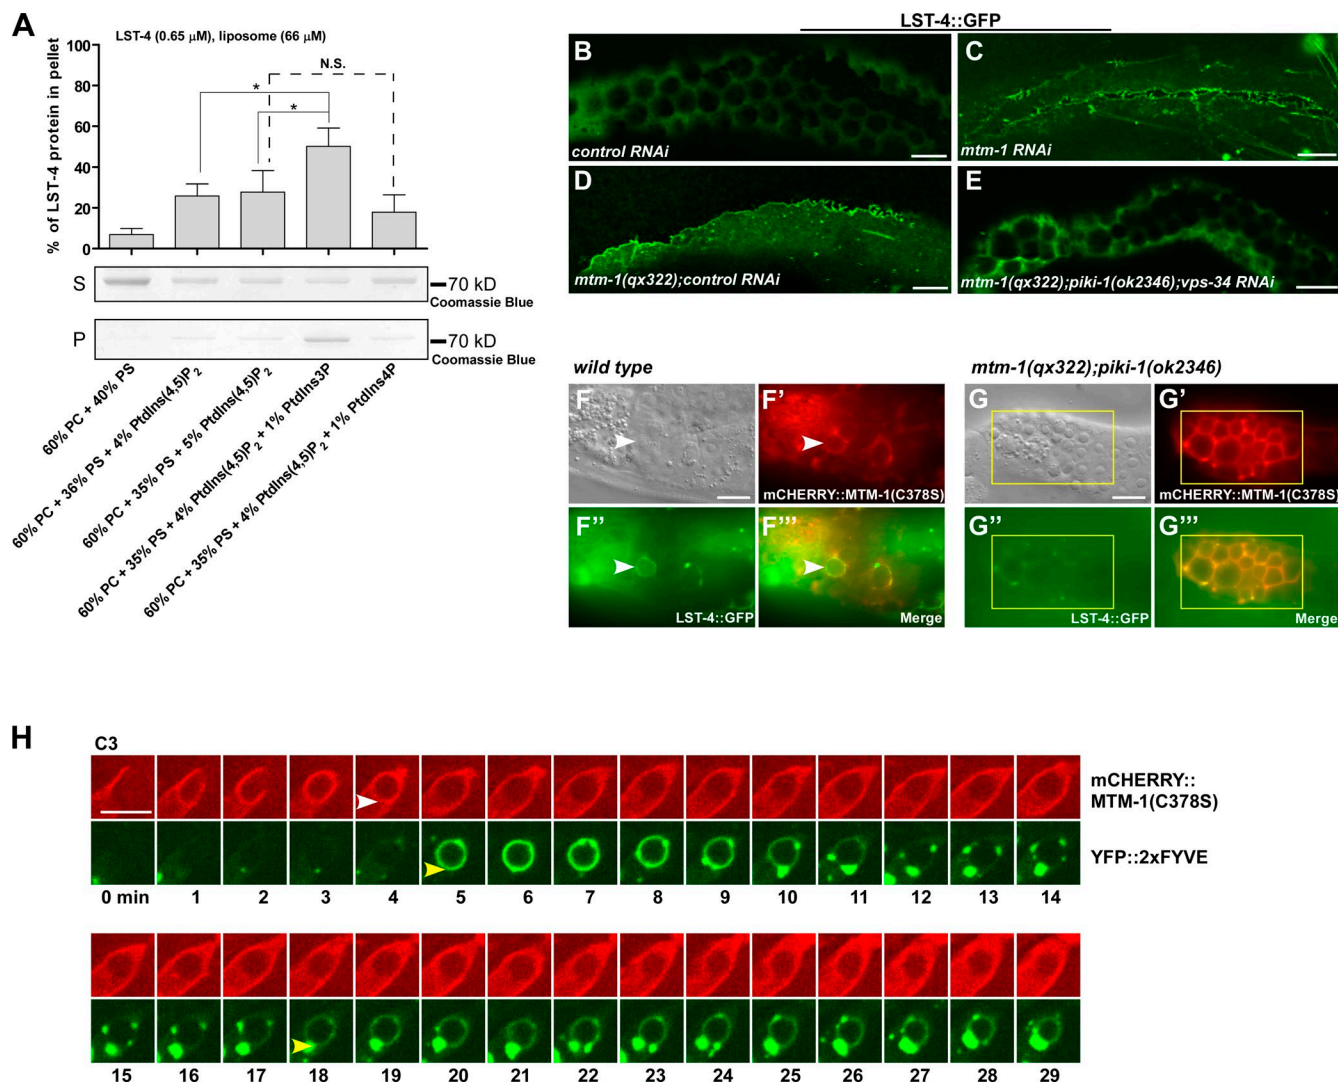 A
LST-4 (0.65 μM), liposome (66 μM)
% of LST-4 protein in pellet
100
80
60
40
20
0
*
*
N.S.
S
70 kD
Coomassie Blue
P
70 kD
Coomassie Blue
60% PC + 40% PS
60% PC + 36% PS + 4% PtdIns(4,5)P2
60% PC + 35% PS + 5% PtdIns(4,5)P2
60% PC + 35% PS + 4% PtdIns(4,5)P2 + 1% PtdIns3P
60% PC + 35% PS + 4% PtdIns(4,5)P2 + 1% PtdIns4P
LST-4::GFP
B
control RNAi
C
mtm-1 RNAi
D
mtm-1(qx322);control RNAi
E
mtm-1(qx322);piki-1(ok2346);vps-34 RNAi
wild type
F
F'
mCHERRY::MTM-1(C378S)
F''
LST-4::GFP
F'''
Merge
mtm-1(qx322);piki-1(ok2346)
G
G'
mCHERRY::MTM-1(C378S)
G''
LST-4::GFP
G'''
Merge
H
C3
mCHERRY::
MTM-1(C378S)
YFP::2xFYVE
0 min 1 2 3 4 5 6 7 8 9 10 11 12 13 14
15 16 17 18 19 20 21 22 23 24 25 26 27 28 29